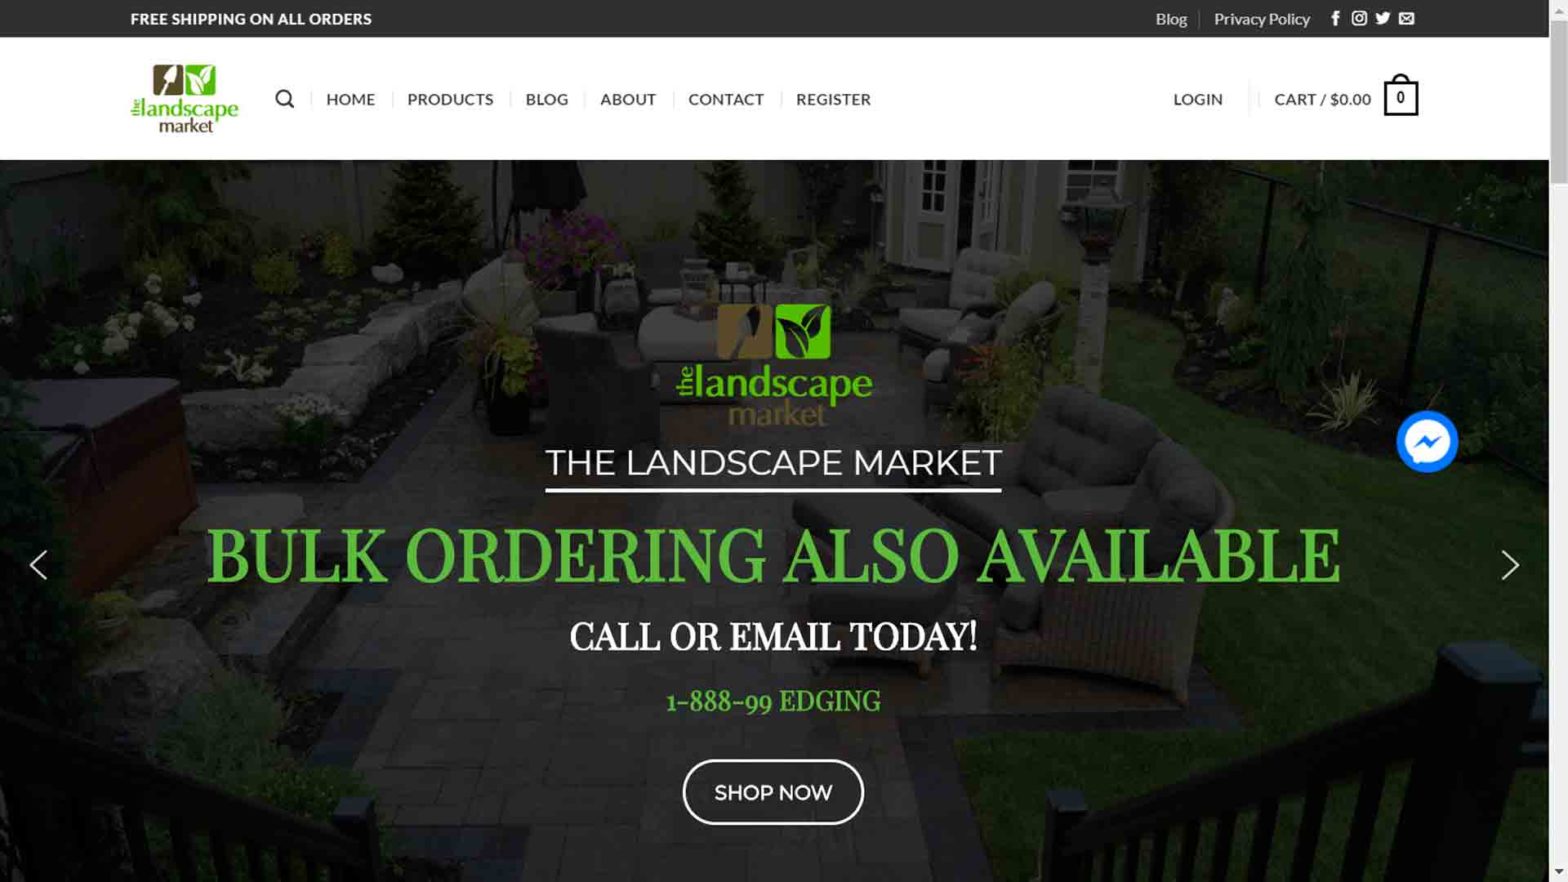 FREE SHIPPING ON ALL ORDERS
Blog
Privacy Policy
the landscape
market
HOME
PRODUCTS
BLOG
ABOUT
CONTACT
REGISTER
LOGIN
CART / $0.00
0
the landscape
market
THE LANDSCAPE MARKET
BULK ORDERING ALSO AVAILABLE
CALL OR EMAIL TODAY!
1-888-99 EDGING
SHOP NOW